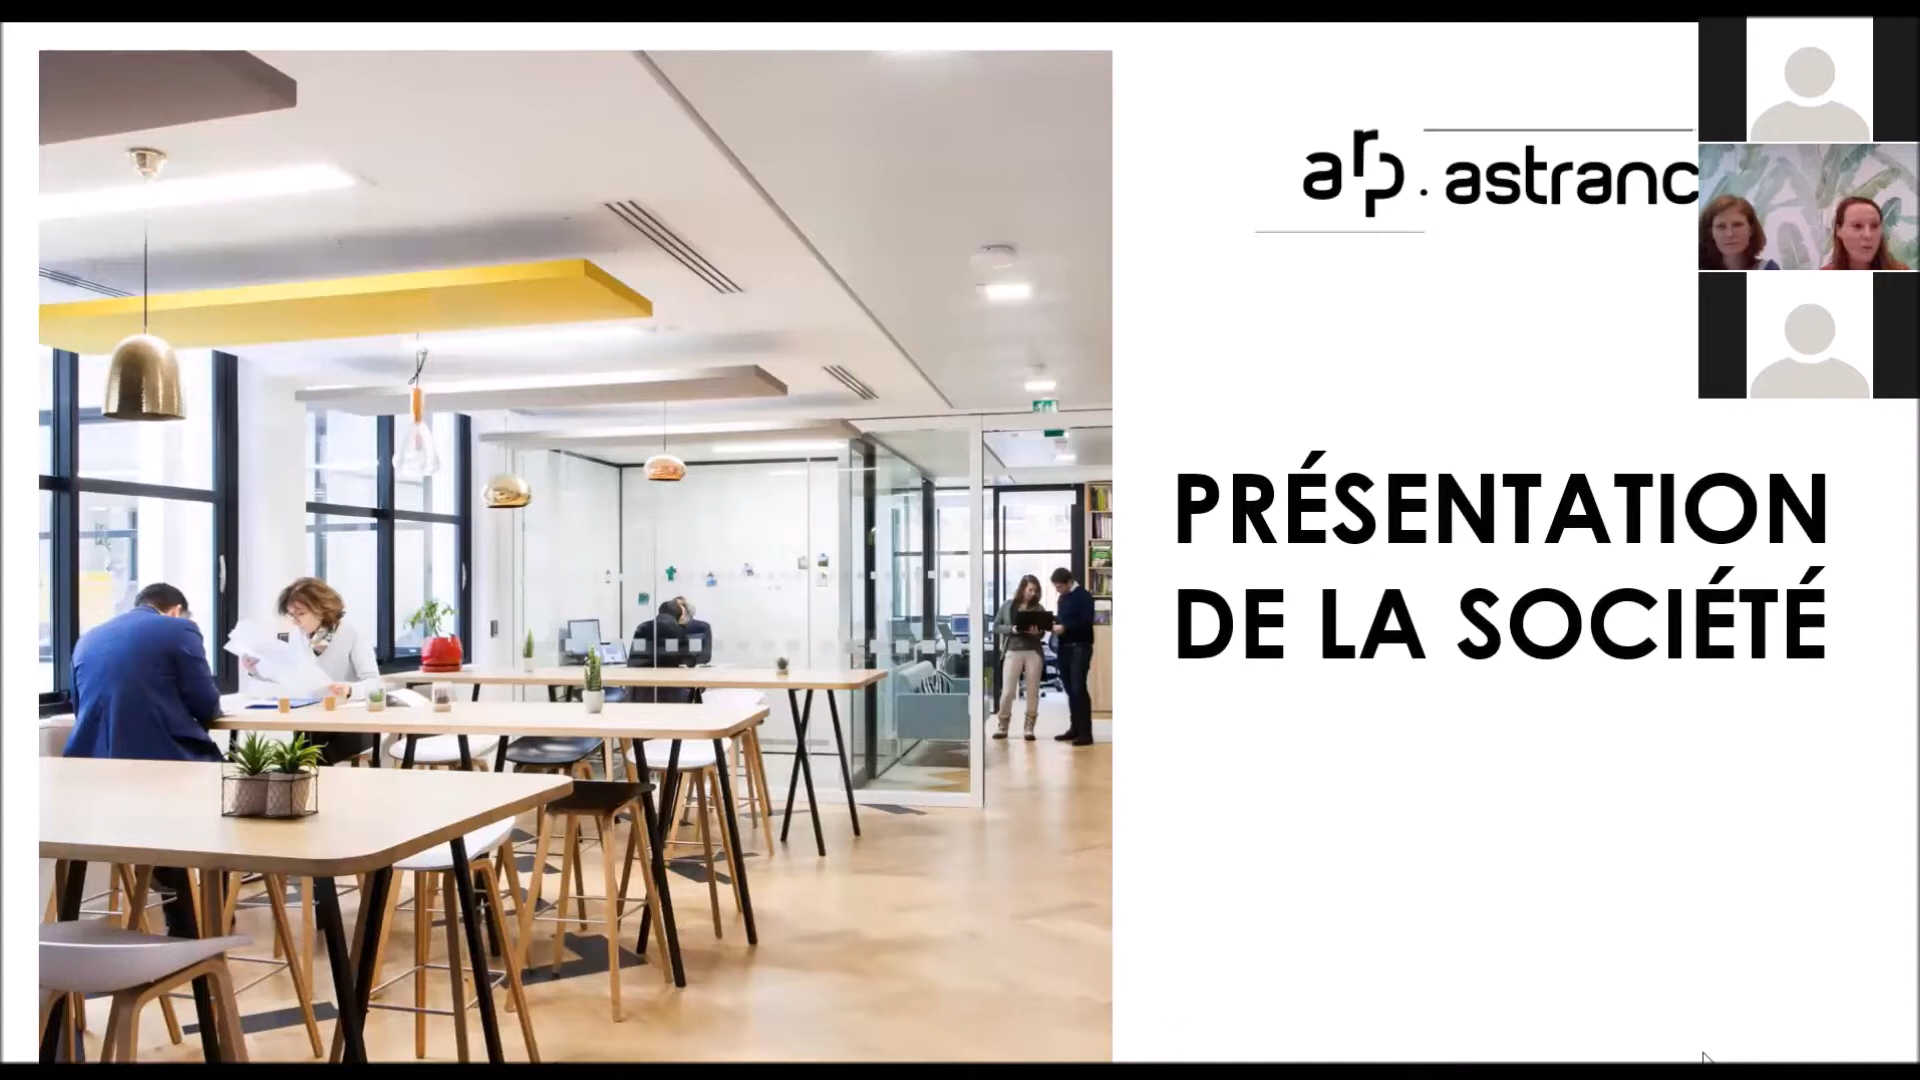 arp. astranc
PRÉSENTATION
DE LA SOCIÉTÉ